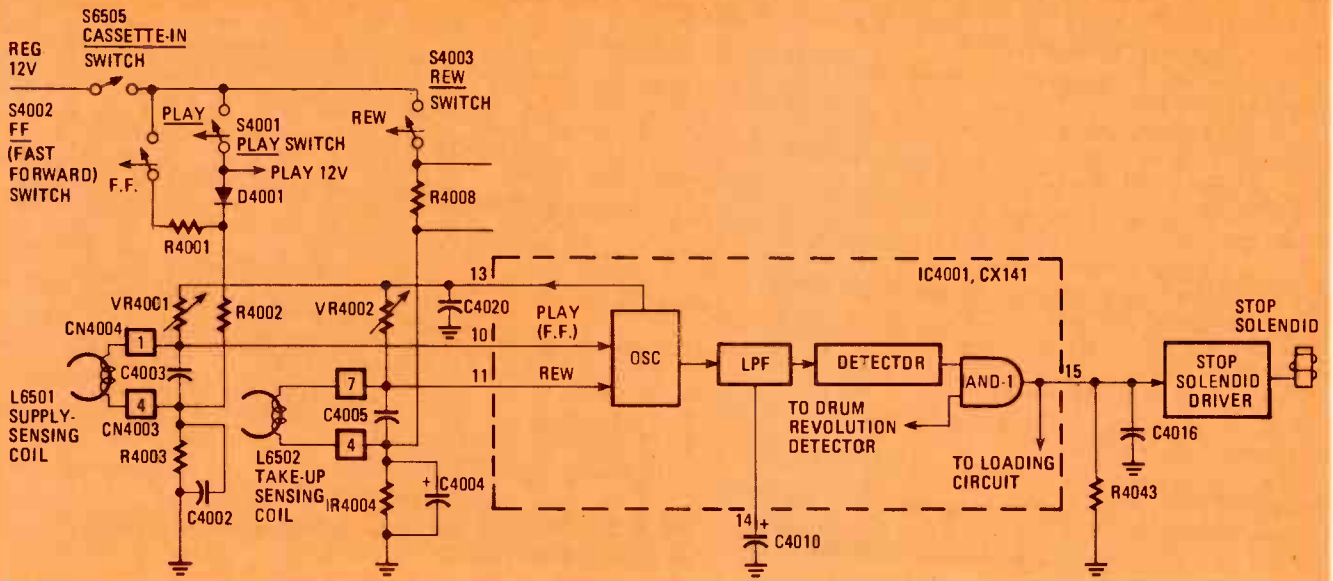 S6505
CASSETTE-IN
SWITCH
REG
12V
S4002
FF
(FAST
FORWARD)
SWITCH
F.F.
PLAY
S4001
PLAY SWITCH
PLAY 12V
D4001
R4001
S4003
REW
SWITCH
REW
R4008
VR4001
R4002
VR4002
13
C4020
IC4001, CX141
CN4004
1
C4003
4
CN4003
L6501
SUPPLY-
SENSING
COIL
R4003
C4002
10
PLAY
(F.F.)
11
REW
7
C4005
4
L6502
TAKE-UP
SENSING
COIL
IR4004
+
C4004
OSC
LPF
DETECTOR
AND-1
15
TO DRUM
REVOLUTION
DETECTOR
TO LOADING
CIRCUIT
14
+
C4010
R4043
C4016
STOP
SOLENDID
DRIVER
STOP
SOLENDID